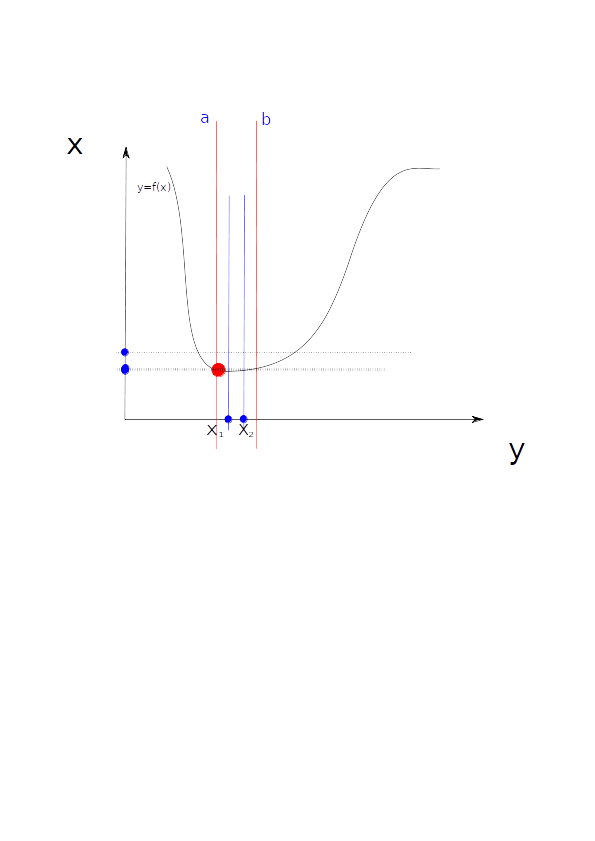 a b
x
y=f(x)
X₁ X₂
y